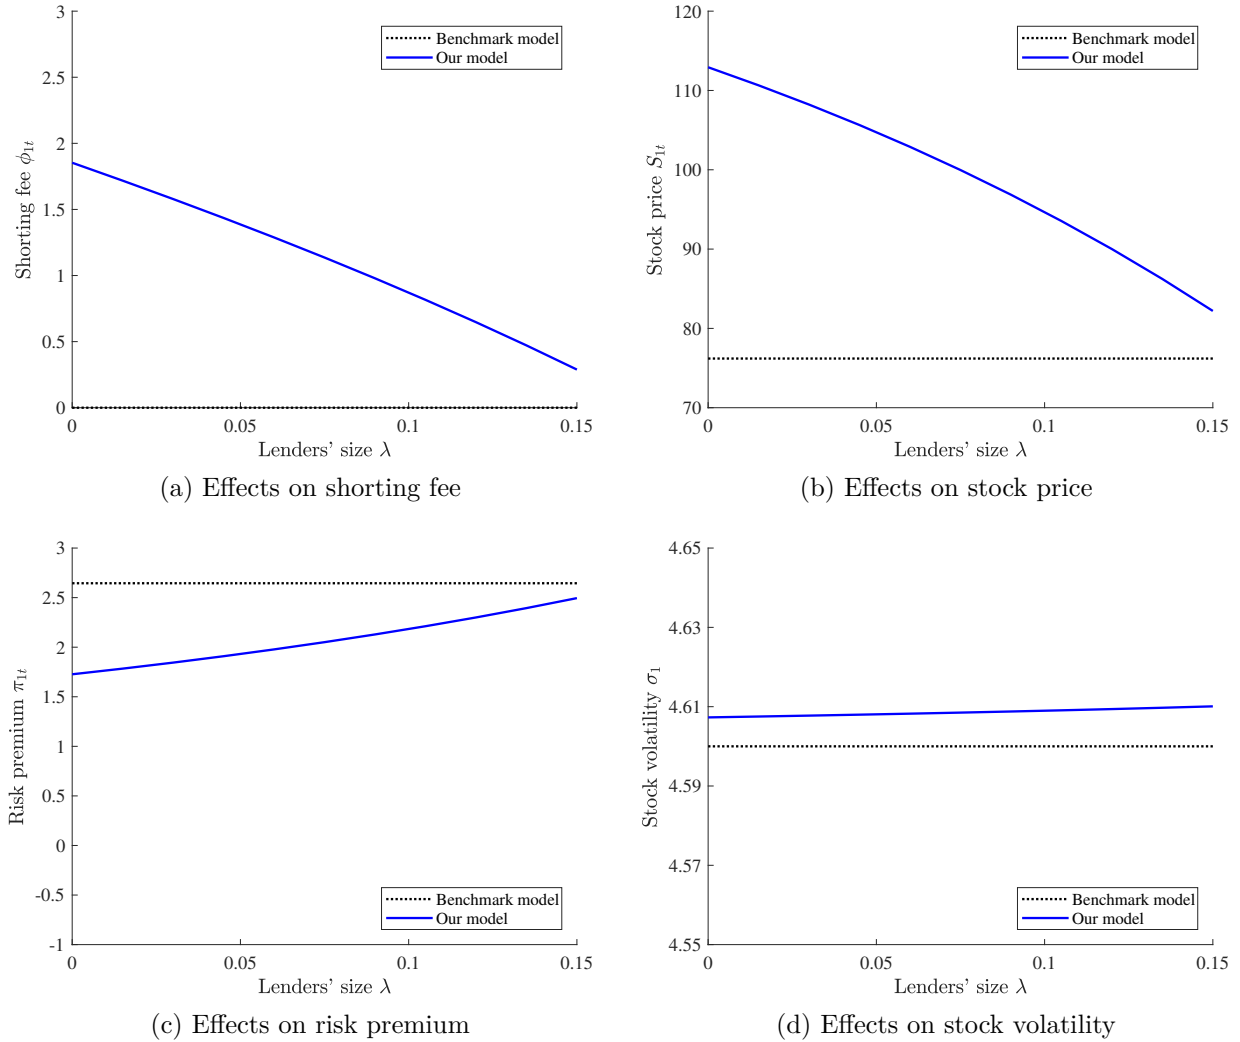 3
2.5
2
1.5
1
0.5
0
0
0.05
0.1
0.15
Shorting fee ϕ1t
Lenders' size λ
Benchmark model
Our model
(a) Effects on shorting fee
120
110
100
90
80
70
0
0.05
0.1
0.15
Stock price S1t
Lenders' size λ
Benchmark model
Our model
(b) Effects on stock price
3
2.5
2
1.5
1
0
-0.5
-1
0
0.05
0.1
0.15
Risk premium π1t
Lenders' size λ
Benchmark model
Our model
(c) Effects on risk premium
4.65
4.63
4.61
4.59
4.57
4.55
0
0.05
0.1
0.15
Stock volatility σ1
Lenders' size λ
Benchmark model
Our model
(d) Effects on stock volatility